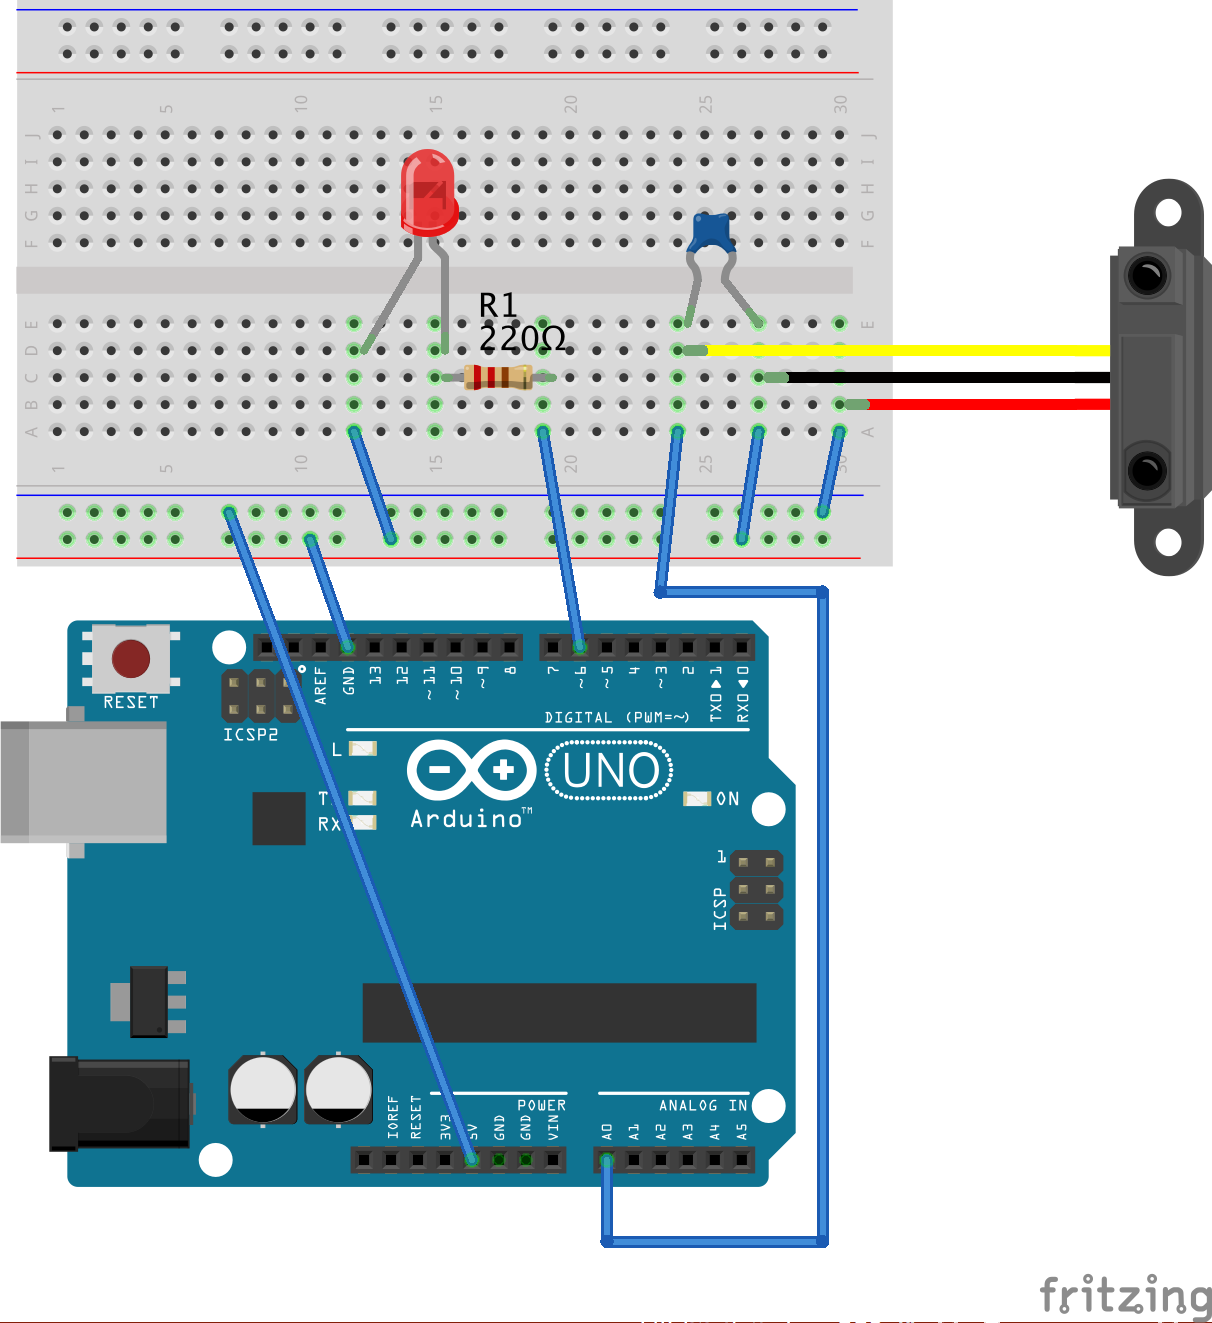 1 5 10 15 20 25 30
J J
I I
H H
G G
F F
R1
220Ω
E E
D D
C C
B B
A A
1 5 10 15 20 25 30
RESET
ICSP2
AREF GND 13 12 ~11 ~10 ~9 8 7 ~6 ~5 4 ~3 2 TX0▶1 RX0◀0
DIGITAL (PWM=~)
L
UNO
TX
RX
Arduino™
ON
1
ICSP
POWER
ANALOG IN
IOREF RESET 3V3 5V GND GND VIN A0 A1 A2 A3 A4 A5
fritzing